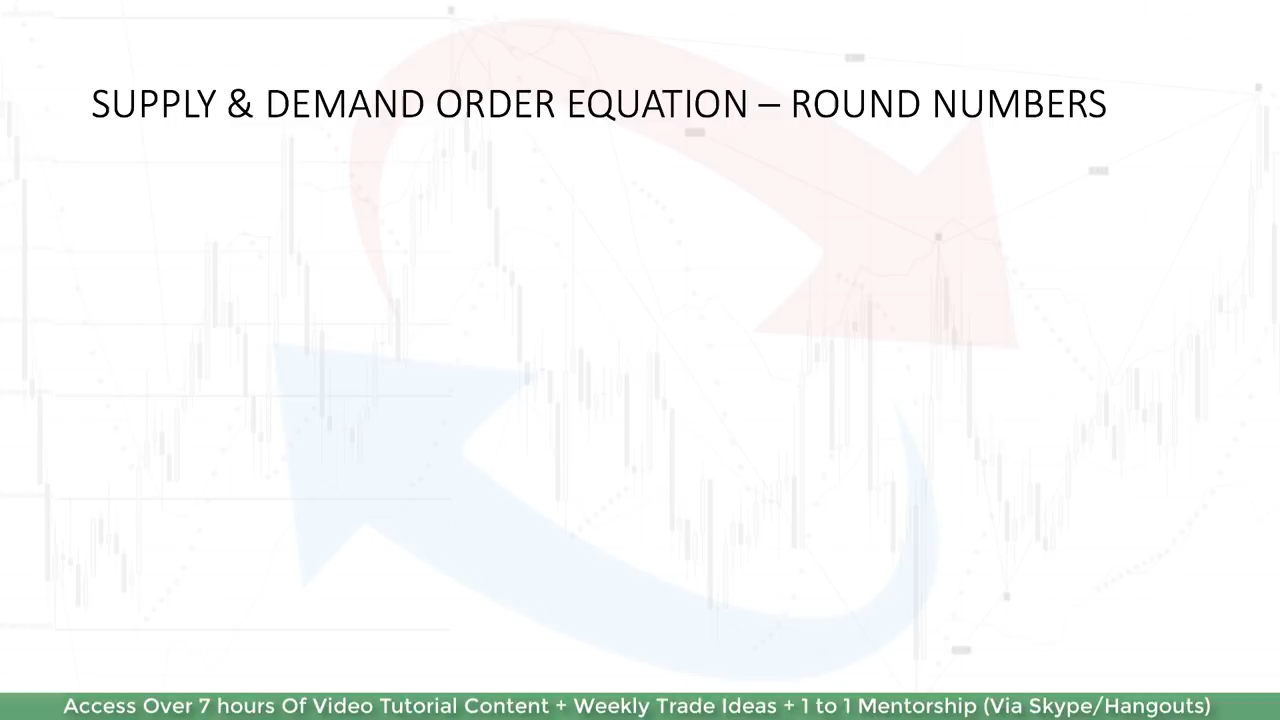 SUPPLY & DEMAND ORDER EQUATION – ROUND NUMBERS
Access Over 7 hours Of Video Tutorial Content + Weekly Trade Ideas + 1 to 1 Mentorship (Via Skype/Hangouts)